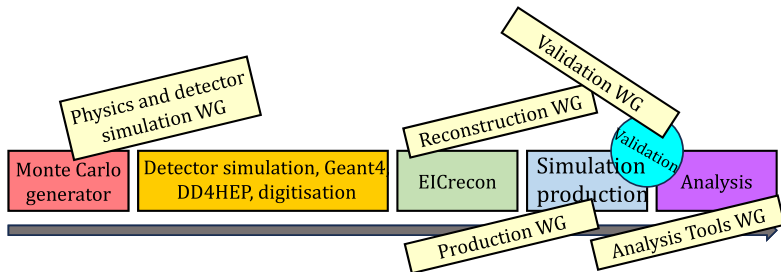 Validation WG
Physics and detector
simulation WG
Reconstruction WG
Validation
Monte Carlo
generator
Detector simulation, Geant4,
DD4HEP, digitisation
EICrecon
Simulation
production
Analysis
Production WG
Analysis Tools WG